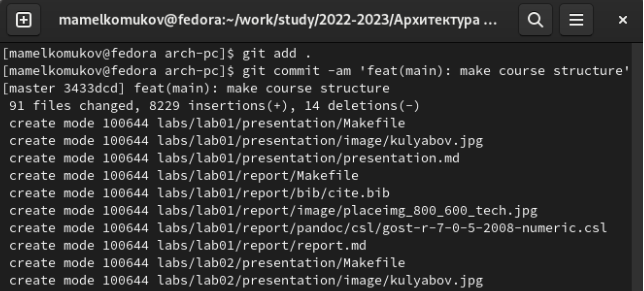 mamelkomukov@fedora:~/work/study/2022-2023/Архитектура ...
[mamelkomukov@fedora arch-pc]$ git add .
[mamelkomukov@fedora arch-pc]$ git commit -am 'feat(main): make course structure'
[master 3433dcd] feat(main): make course structure
 91 files changed, 8229 insertions(+), 14 deletions(-)
 create mode 100644 labs/lab01/presentation/Makefile
 create mode 100644 labs/lab01/presentation/image/kulyabov.jpg
 create mode 100644 labs/lab01/presentation/presentation.md
 create mode 100644 labs/lab01/report/Makefile
 create mode 100644 labs/lab01/report/bib/cite.bib
 create mode 100644 labs/lab01/report/image/placeimg_800_600_tech.jpg
 create mode 100644 labs/lab01/report/pandoc/csl/gost-r-7-0-5-2008-numeric.csl
 create mode 100644 labs/lab01/report/report.md
 create mode 100644 labs/lab02/presentation/Makefile
 create mode 100644 labs/lab02/presentation/image/kulyabov.jpg